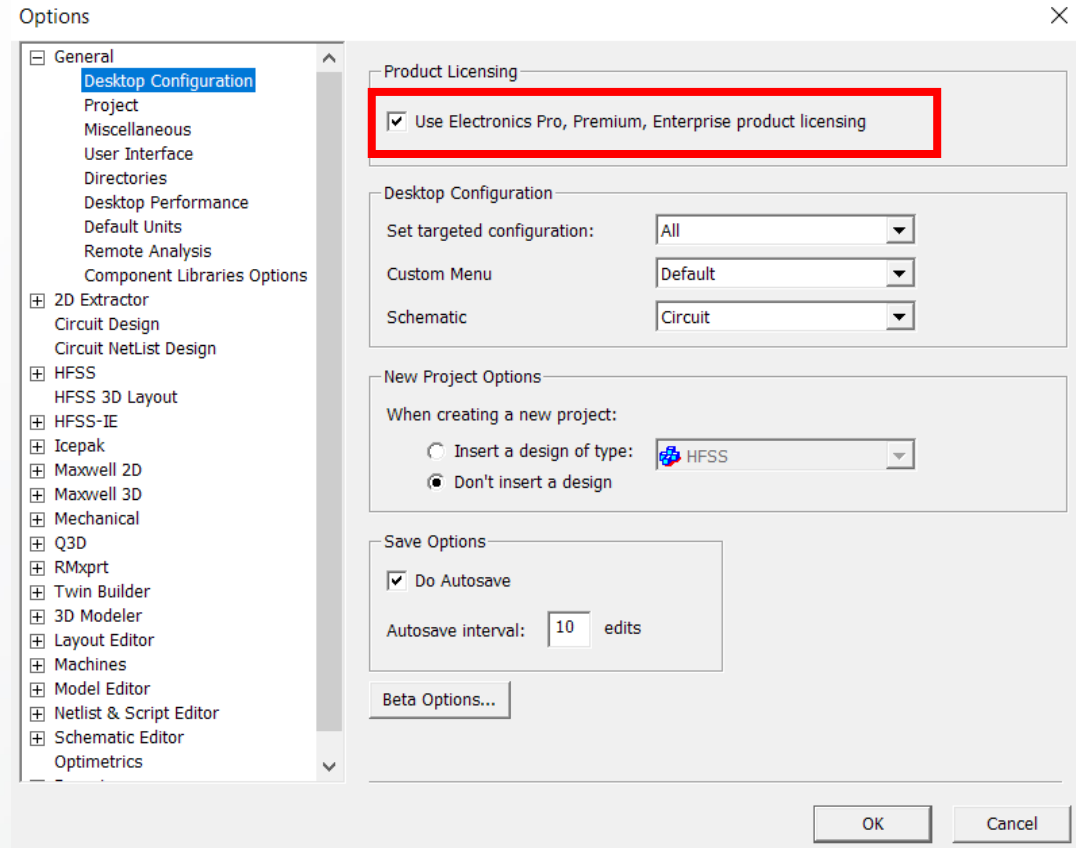 Options
General
Desktop Configuration
Project
Miscellaneous
User Interface
Directories
Desktop Performance
Default Units
Remote Analysis
Component Libraries Options
2D Extractor
Circuit Design
Circuit NetList Design
HFSS
HFSS 3D Layout
HFSS-IE
Icepak
Maxwell 2D
Maxwell 3D
Mechanical
Q3D
RMxprt
Twin Builder
3D Modeler
Layout Editor
Machines
Model Editor
Netlist & Script Editor
Schematic Editor
Optimetrics
Product Licensing
Use Electronics Pro, Premium, Enterprise product licensing
Desktop Configuration
Set targeted configuration: All
Custom Menu Default
Schematic Circuit
New Project Options
When creating a new project:
Insert a design of type: HFSS
Don't insert a design
Save Options
Do Autosave
Autosave interval: 10 edits
Beta Options...
OK Cancel